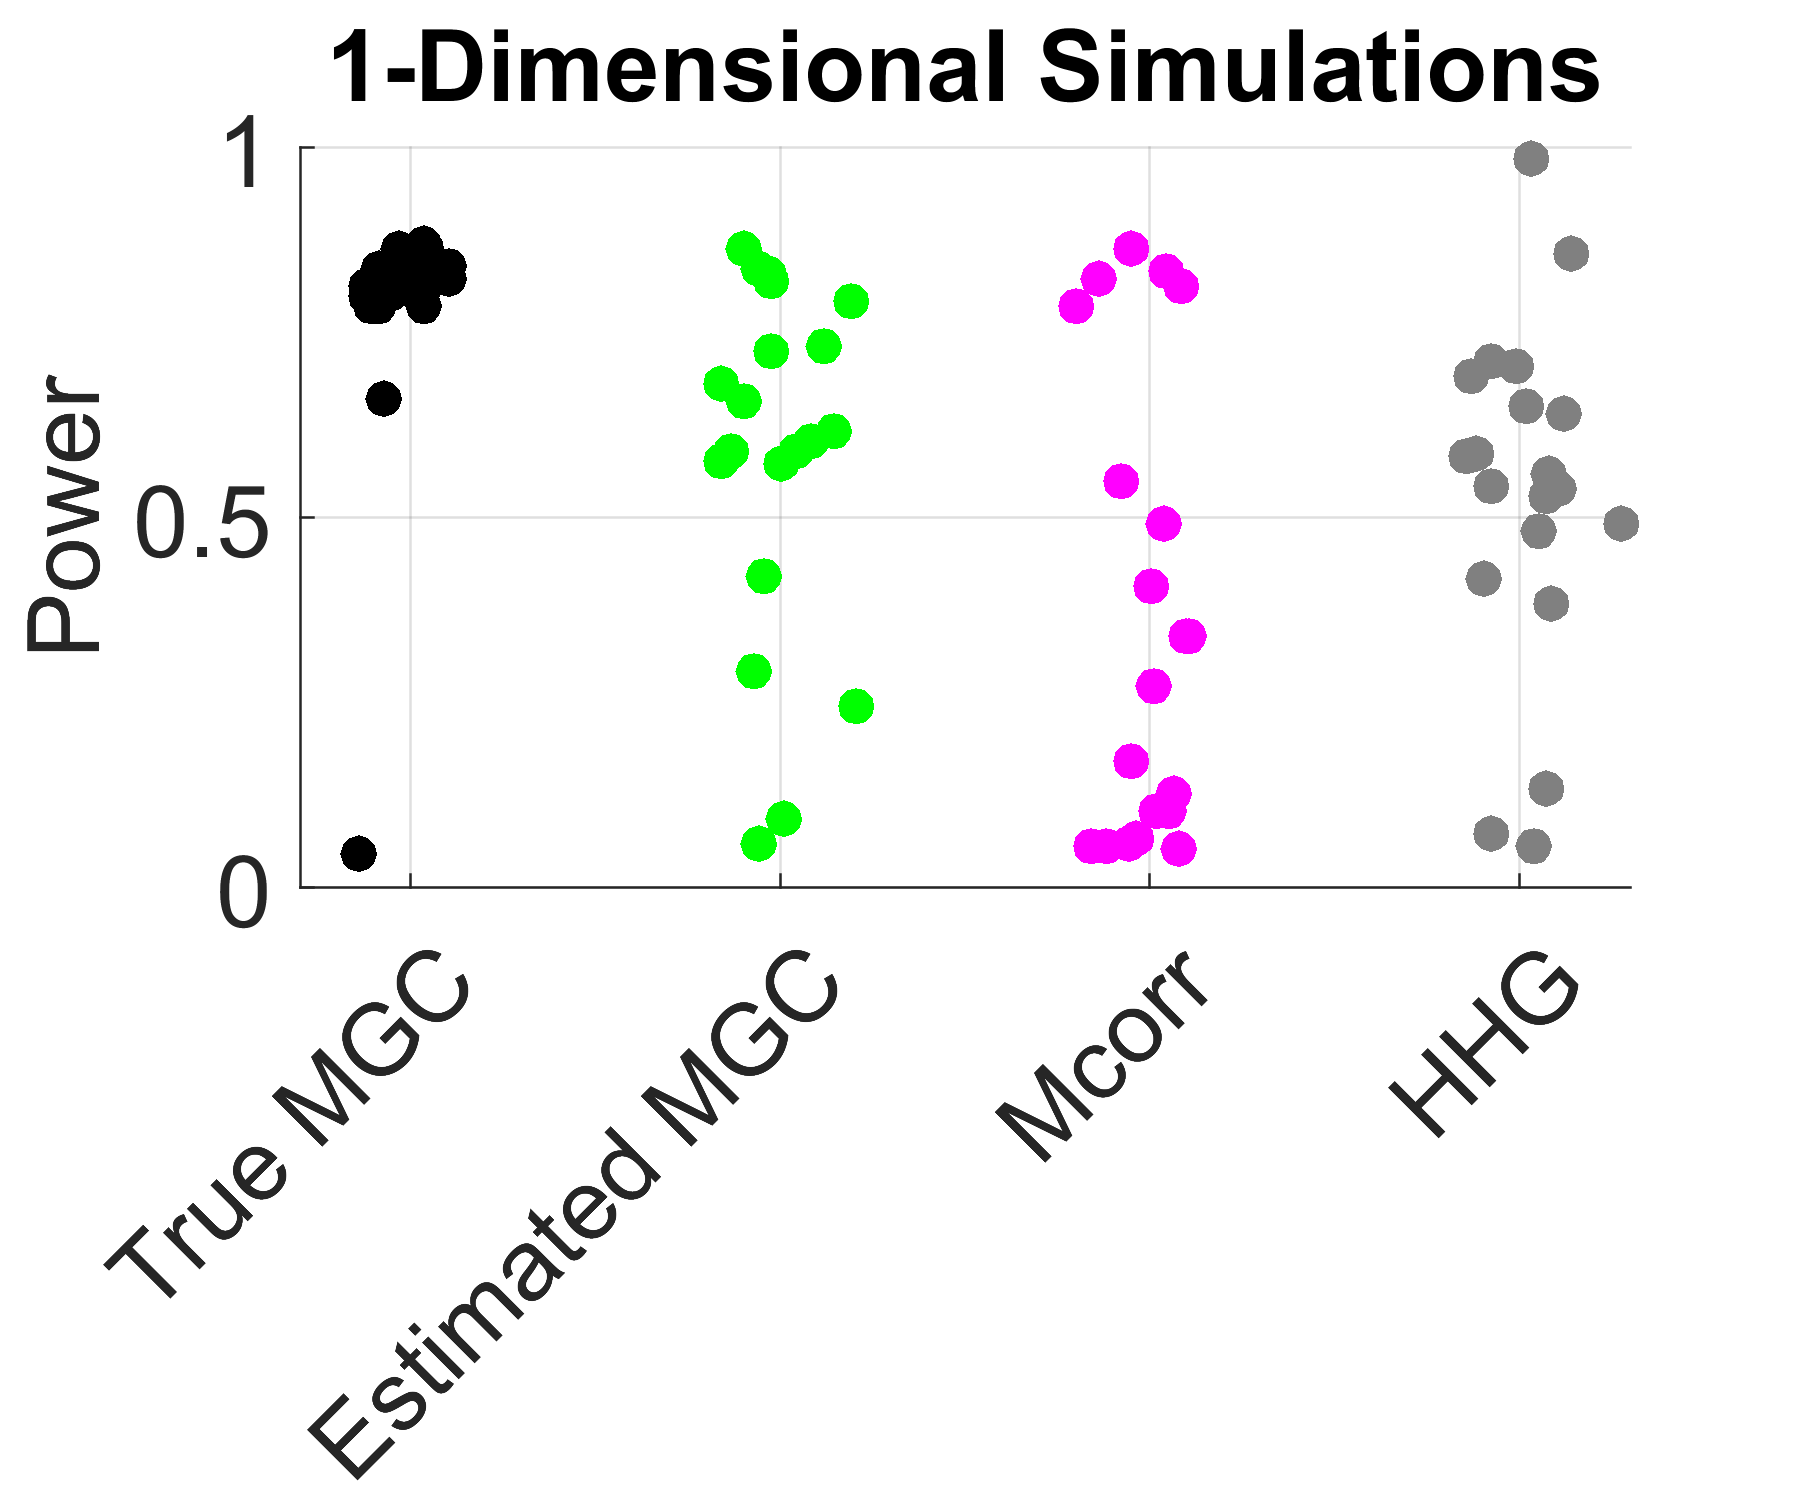 1-Dimensional Simulations
1
0.5
0
Power
True MGC
Estimated MGC
Mcorr
HHG